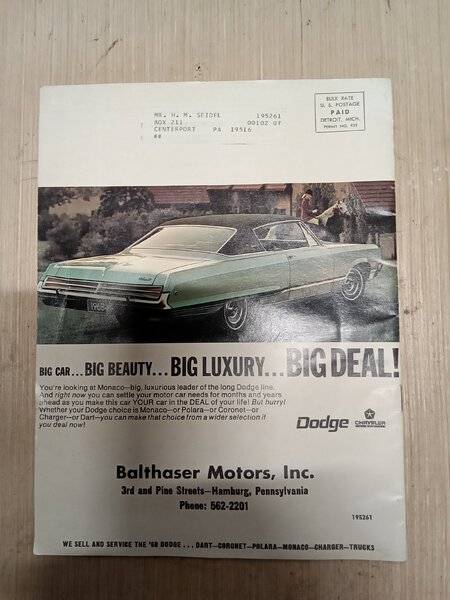 BULK RATE
U. S. POSTAGE
PAID
DETROIT, MICH.
MR. H. M. SEIDEL 195261
BOX 211 00102 07
CENTERPORT PA 19516
##
1968
BIG CAR...BIG BEAUTY...BIG LUXURY...BIG DEAL!
You're looking at Monaco—big, luxurious leader of the long Dodge line.
And right now you can settle your motor car needs for months and years
ahead as you make this car YOUR car in the DEAL of your life! But hurry!
Whether your Dodge choice is Monaco—or Polara—or Coronet—or
Charger—or Dart—you can make that choice from a wider selection if
you deal now!
Dodge
CHRYSLER
Balthaser Motors, Inc.
3rd and Pine Streets—Hamburg, Pennsylvania
Phone: 562-2201
195261
WE SELL AND SERVICE THE '68 DODGE . . . DART—CORONET—POLARA—MONACO—CHARGER—TRUCKS